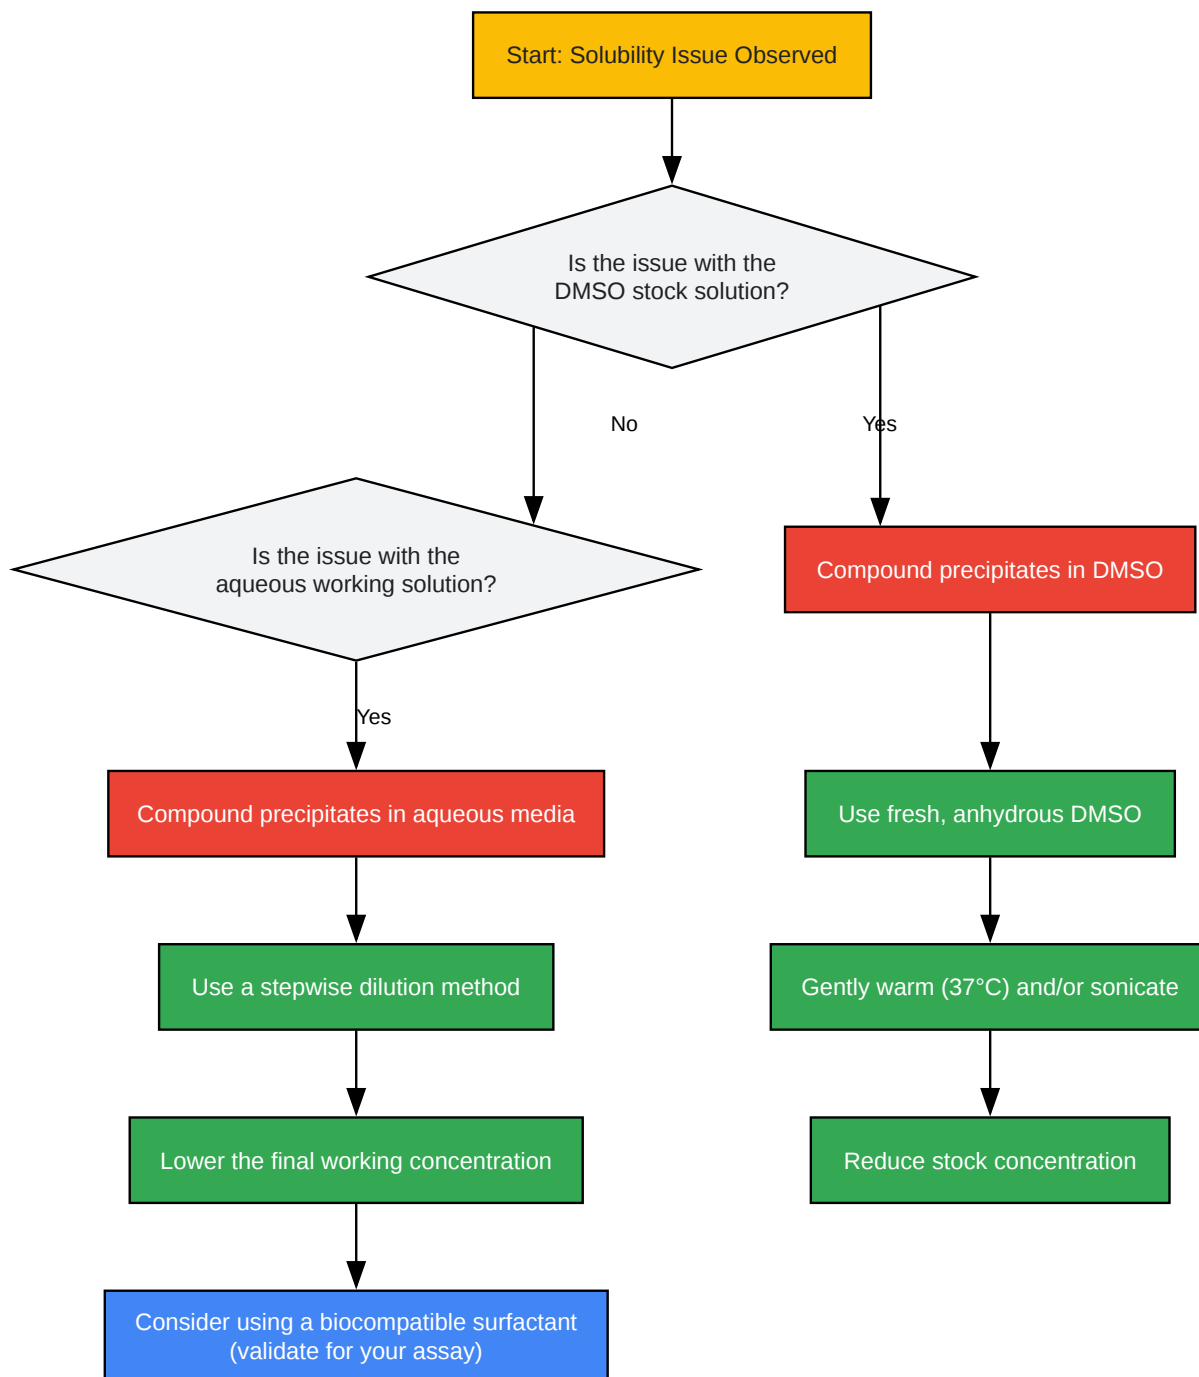 Start: Solubility Issue Observed
Is the issue with the
DMSO stock solution?
No
Yes
Is the issue with the
aqueous working solution?
Compound precipitates in DMSO
Yes
Compound precipitates in aqueous media
Use fresh, anhydrous DMSO
Use a stepwise dilution method
Gently warm (37°C) and/or sonicate
Lower the final working concentration
Reduce stock concentration
Consider using a biocompatible surfactant
(validate for your assay)